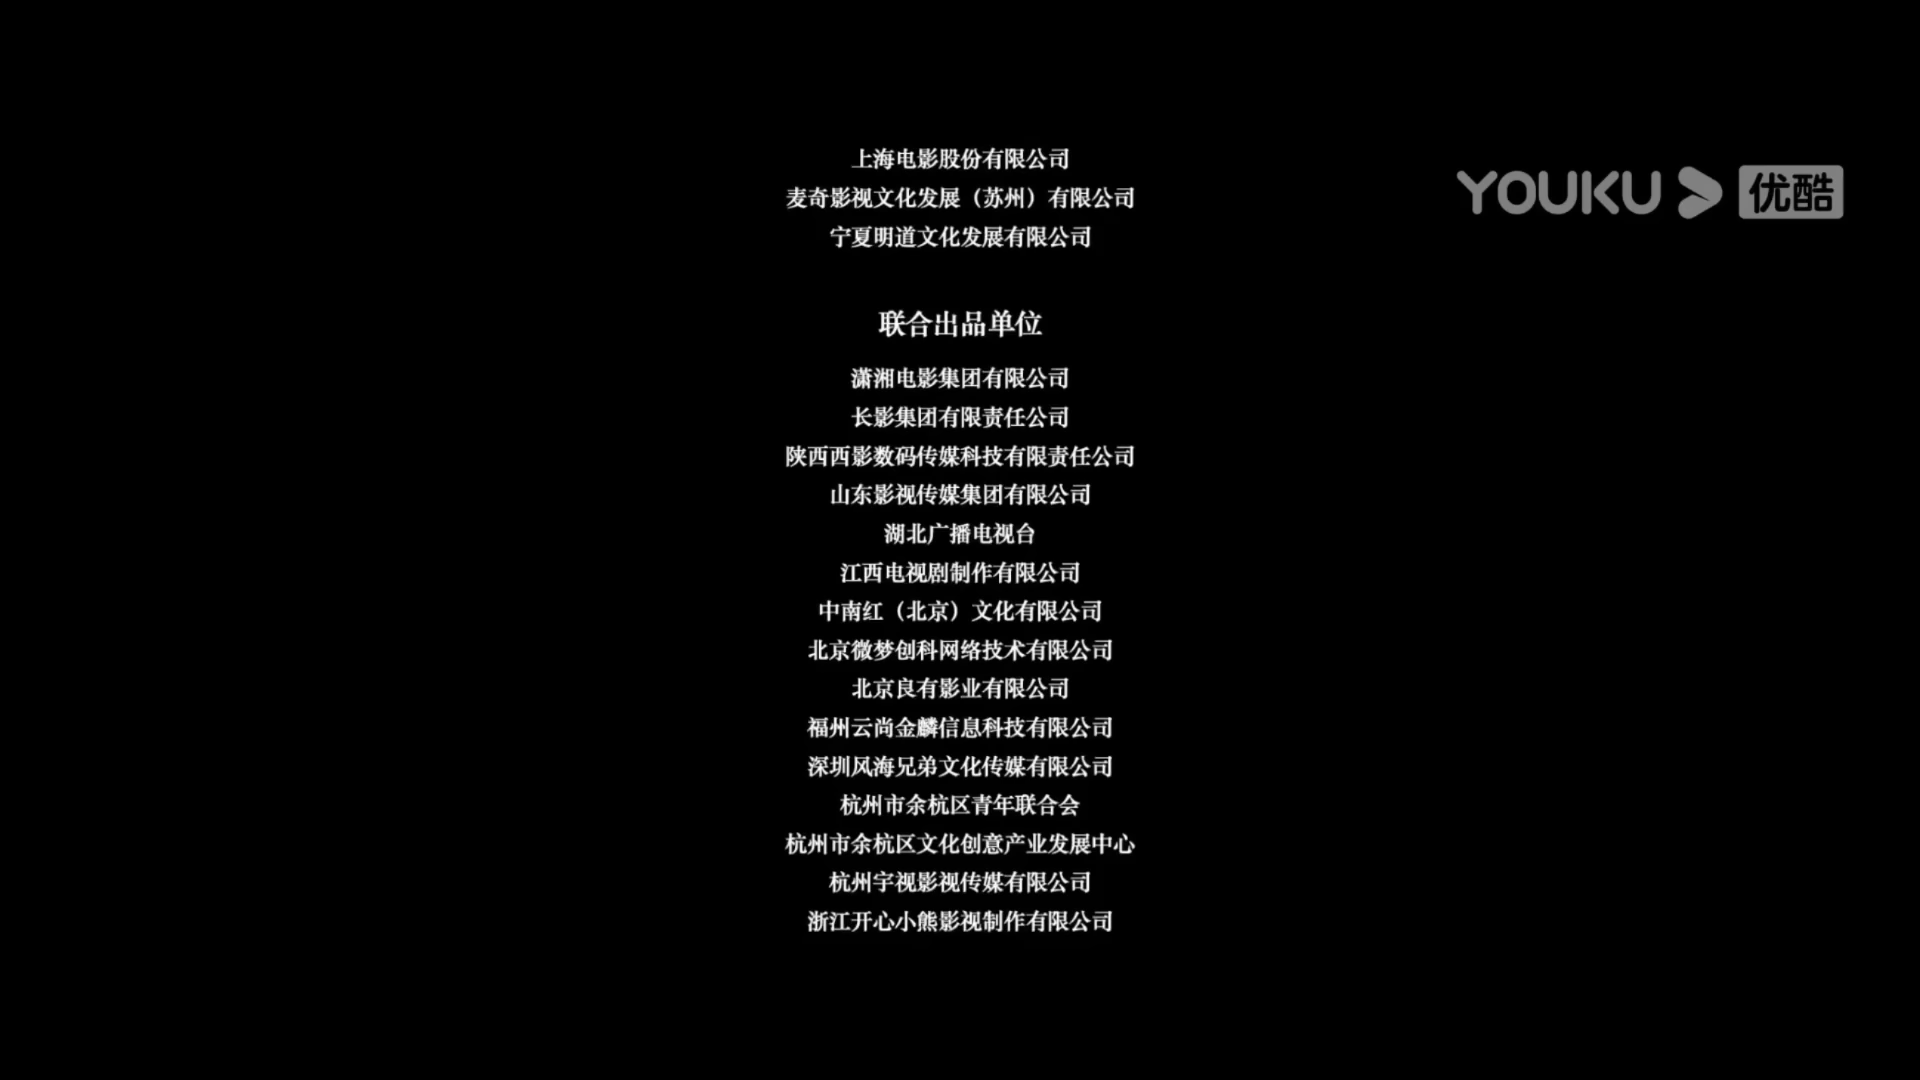 上海电影股份有限公司
麦奇影视文化发展（苏州）有限公司
宁夏明道文化发展有限公司
YOUKU 优酷
联合出品单位
潇湘电影集团有限公司
长影集团有限责任公司
陕西西影数码传媒科技有限责任公司
山东影视传媒集团有限公司
湖北广播电视台
江西电视剧制作有限公司
中南红（北京）文化有限公司
北京微梦创科网络技术有限公司
北京良有影业有限公司
福州云尚金麟信息科技有限公司
深圳风海兄弟文化传媒有限公司
杭州市余杭区青年联合会
杭州市余杭区文化创意产业发展中心
杭州宇视影视传媒有限公司
浙江开心小熊影视制作有限公司